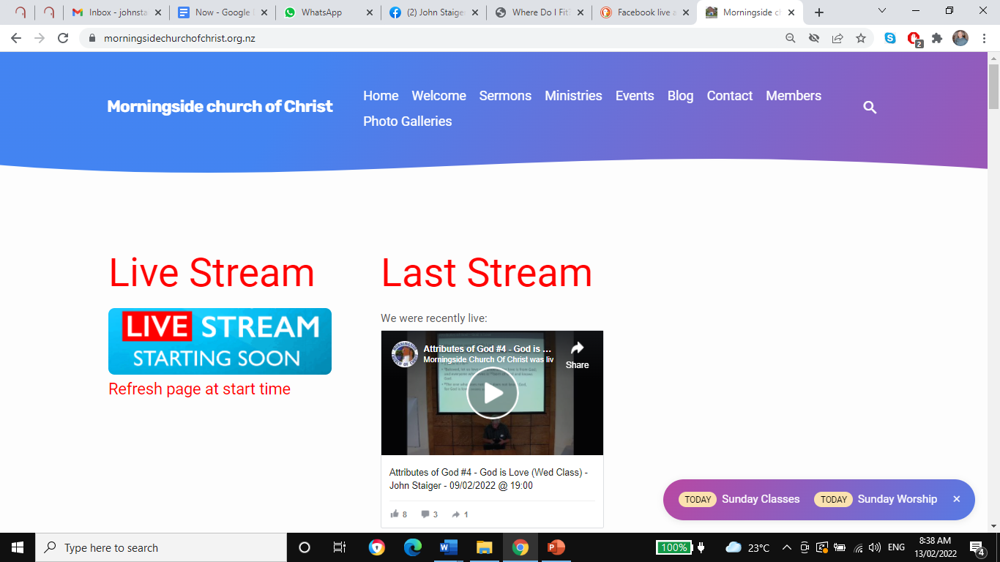 Inbox - johnsta
Now - Google
WhatsApp
(2) John Staiger
Where Do I Fit?
Facebook live a
Morningside ch
morningsidechurchofchrist.org.nz
2
Morningside church of Christ
Home Welcome Sermons Ministries Events Blog Contact Members
Photo Galleries
Live Stream
LIVE STREAM
STARTING SOON
Refresh page at start time
Last Stream
We were recently live:
Attributes of God #4 - God is ...
Morningside Church Of Christ was liv
Share
Attributes of God #4 - God is Love (Wed Class) -
John Staiger - 09/02/2022 @ 19:00
8 3 1
TODAY Sunday Classes TODAY Sunday Worship
Type here to search
100%
23°C
ENG
8:38 AM
13/02/2022
4